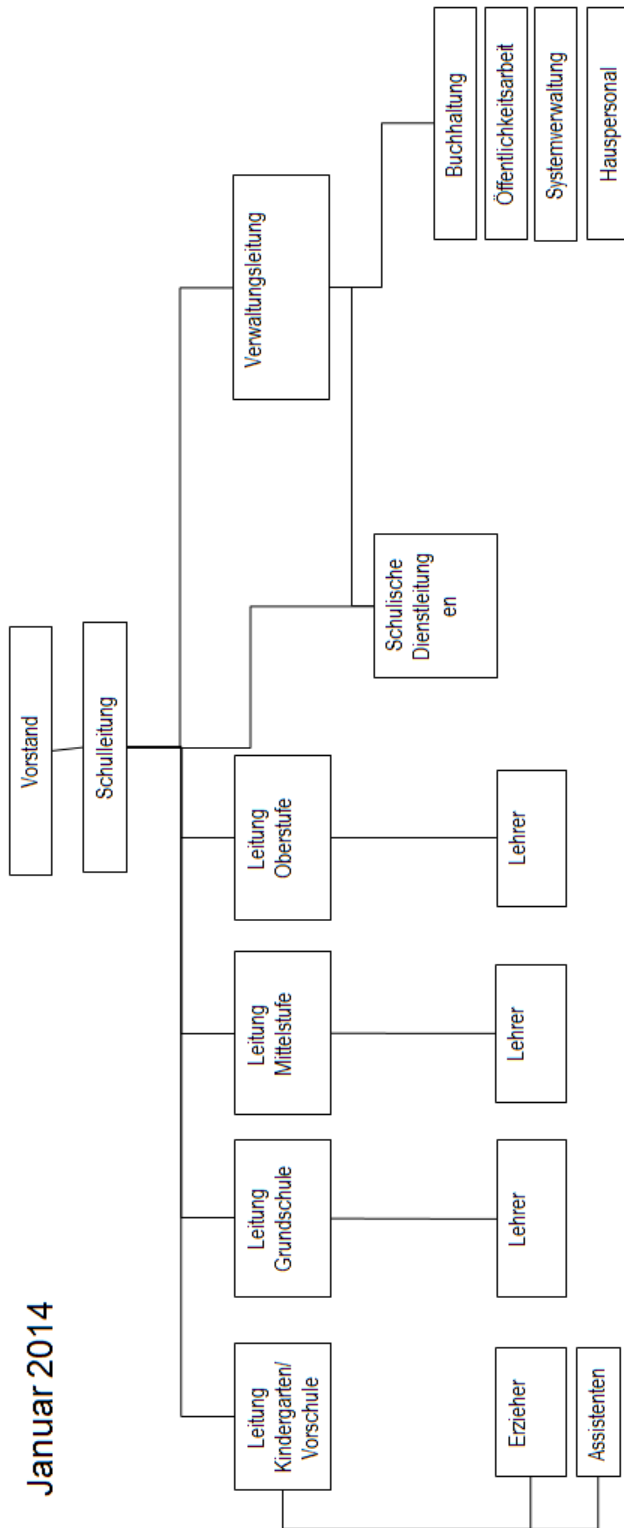 Januar 2014
Vorstand
Schulleitung
Leitung
Kindergarten/
Vorschule
Leitung
Grundschule
Leitung
Mittelstufe
Leitung
Oberstufe
Verwaltungsleitung
Schulische
Dienstleitung
en
Erzieher
Assistenten
Lehrer
Lehrer
Lehrer
Buchhaltung
Öffentlichkeitsarbeit
Systemverwaltung
Hauspersonal